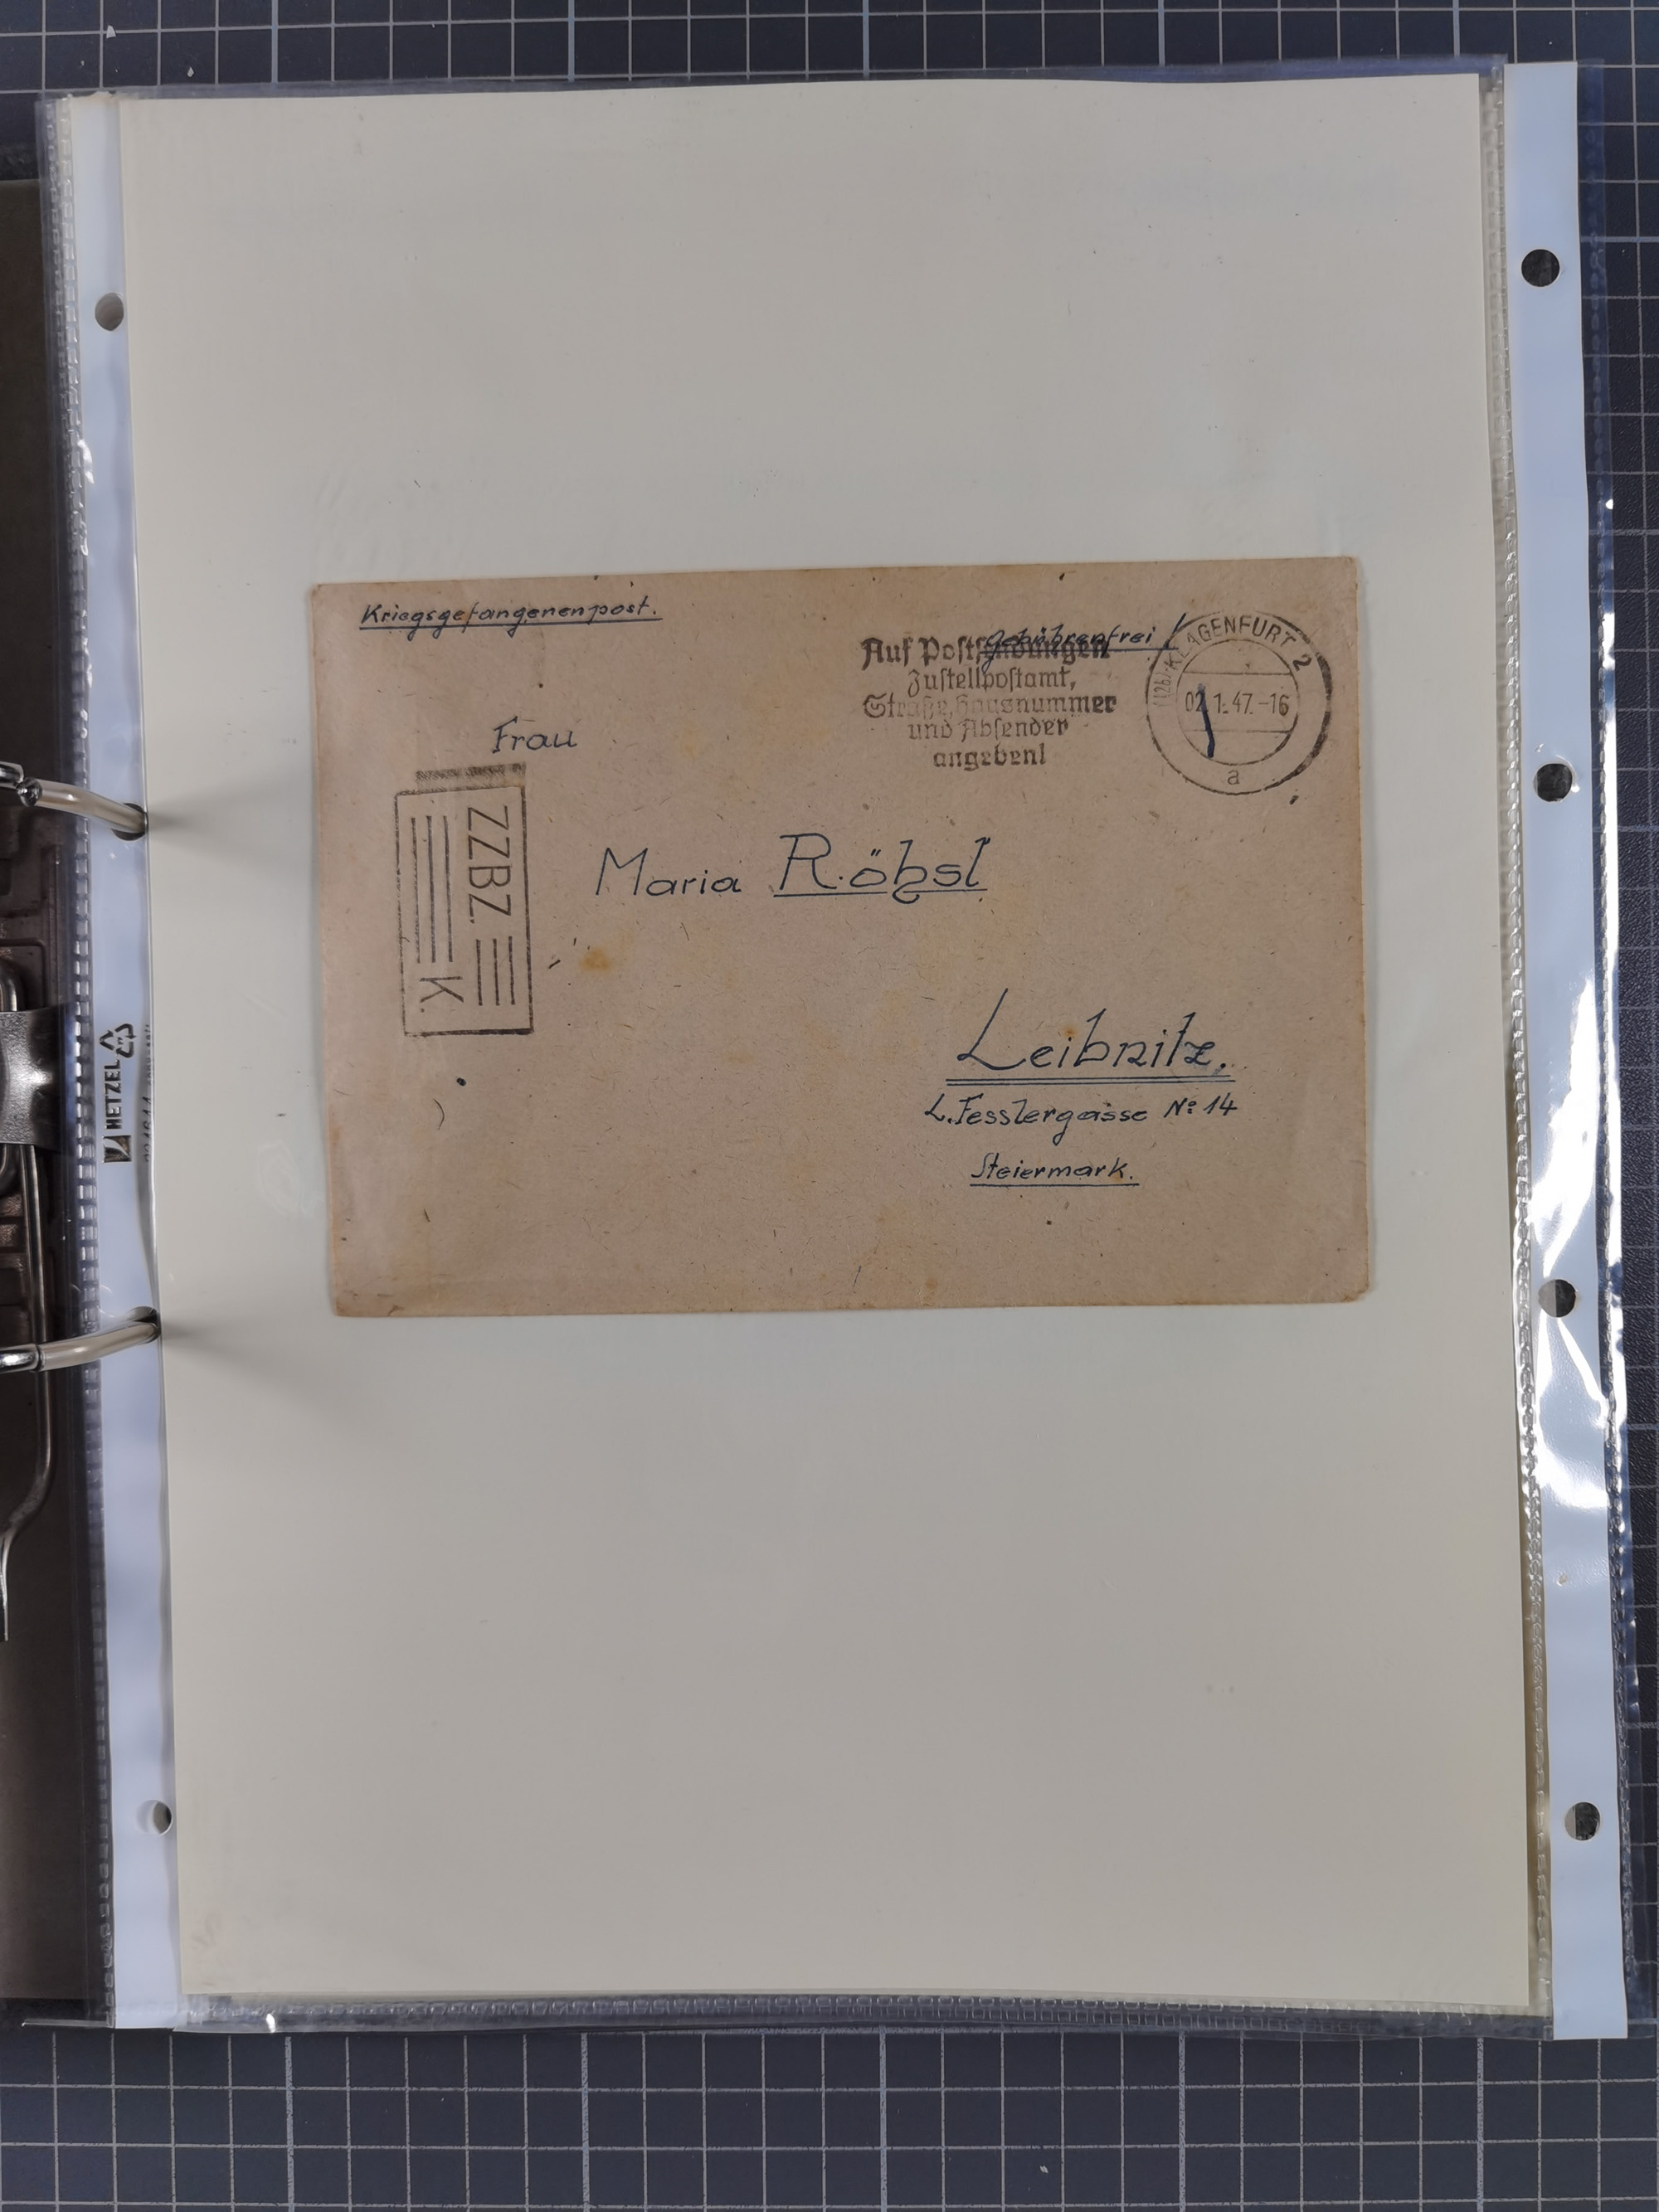 Kriegsgefangenenpost.
Gebührenfrei!
Auf Postsendungen
Zustellpostamt,
Straße, Hausnummer
und Absender
angeben!
(12b) KLAGENFURT 2
02.1.47.-16
a
Frau
ZZBZ.
K.
Maria Röhsl
Leibnitz.
L. Fesslergasse № 14
Steiermark.
HETZEL